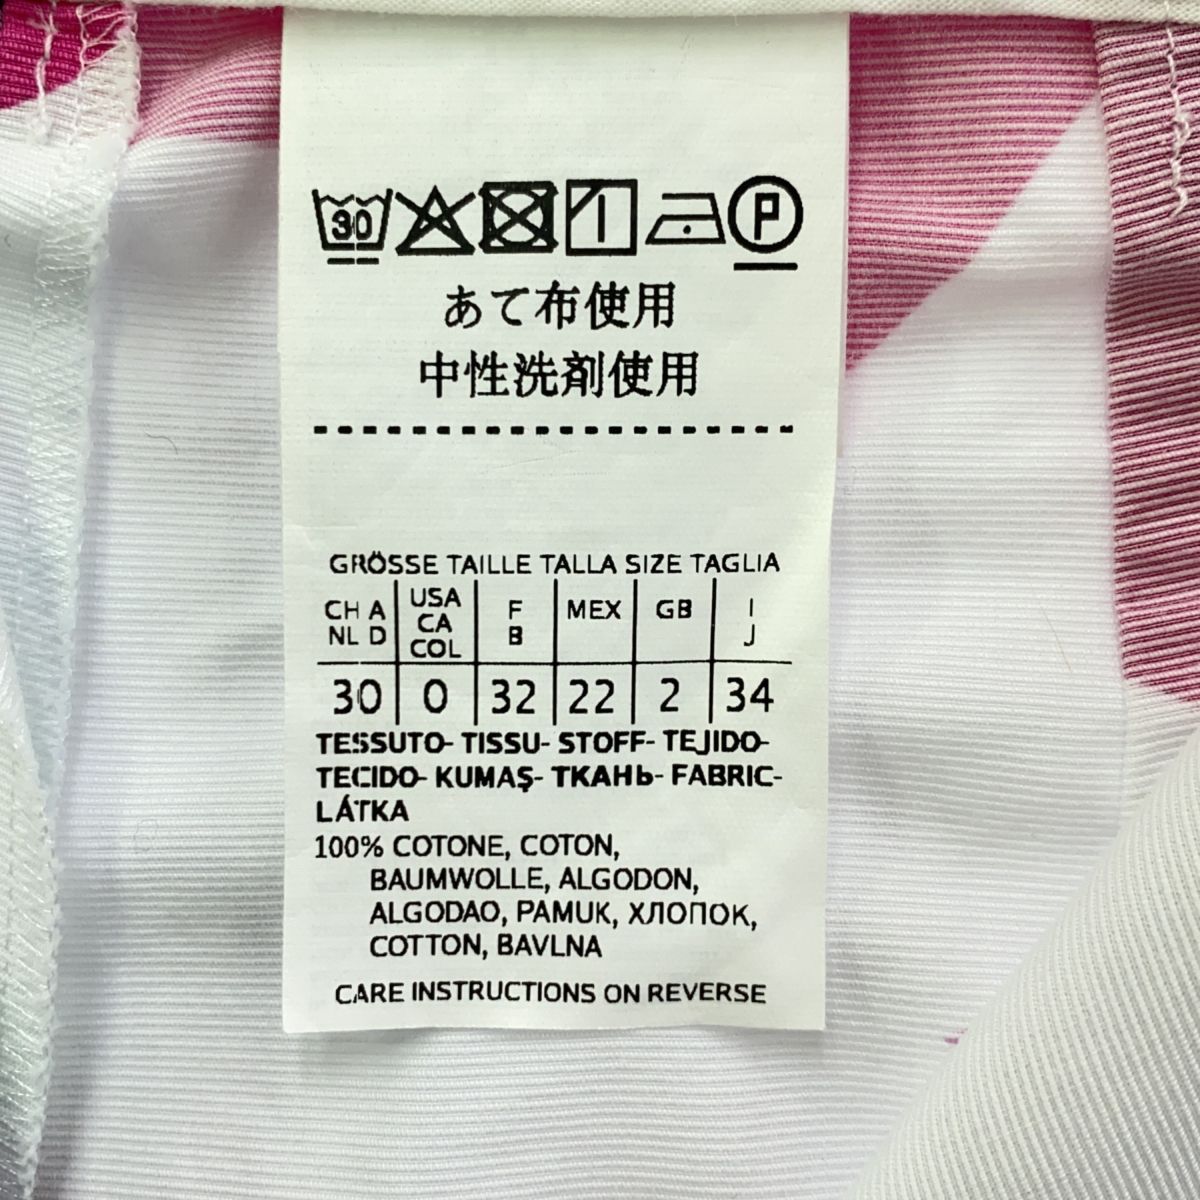 30 P
あて布使用
中性洗剤使用
GRÖSSE TAILLE TALLA SIZE TAGLIA
CH A NL D USA CA COL F B MEX GB I J
30 0 32 22 2 34
TESSUTO- TISSU- STOFF- TEJIDO-
TECIDO- KUMAŞ- ТКАНЬ- FABRIC-
LÁTKA
100% COTONE, COTON,
BAUMWOLLE, ALGODON,
ALGODAO, PAMUK, ХЛОПОК,
COTTON, BAVLNA
CARE INSTRUCTIONS ON REVERSE